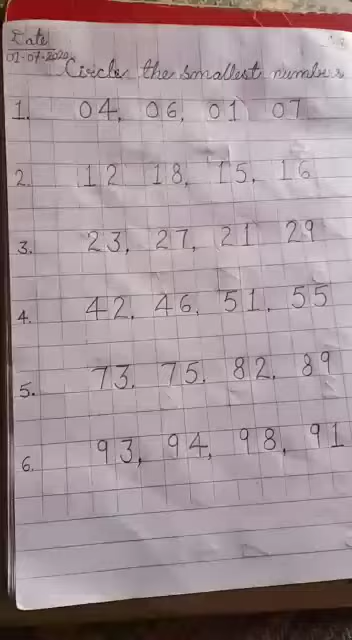 Date
01-07-2020
Circle the smallest number
1. 04, 06, 01 07
2. 12 18, 15, 16
3. 23, 27, 21 29
4. 42, 46, 51, 55
5. 73, 75, 82, 89
6. 93, 94, 98, 91